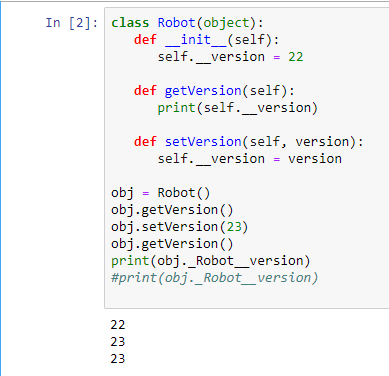 In [2]: class Robot(object):
   def __init__(self):
      self.__version = 22

   def getVersion(self):
      print(self.__version)

   def setVersion(self, version):
      self.__version = version

obj = Robot()
obj.getVersion()
obj.setVersion(23)
obj.getVersion()
print(obj._Robot__version)
#print(obj._Robot__version)

22
23
23